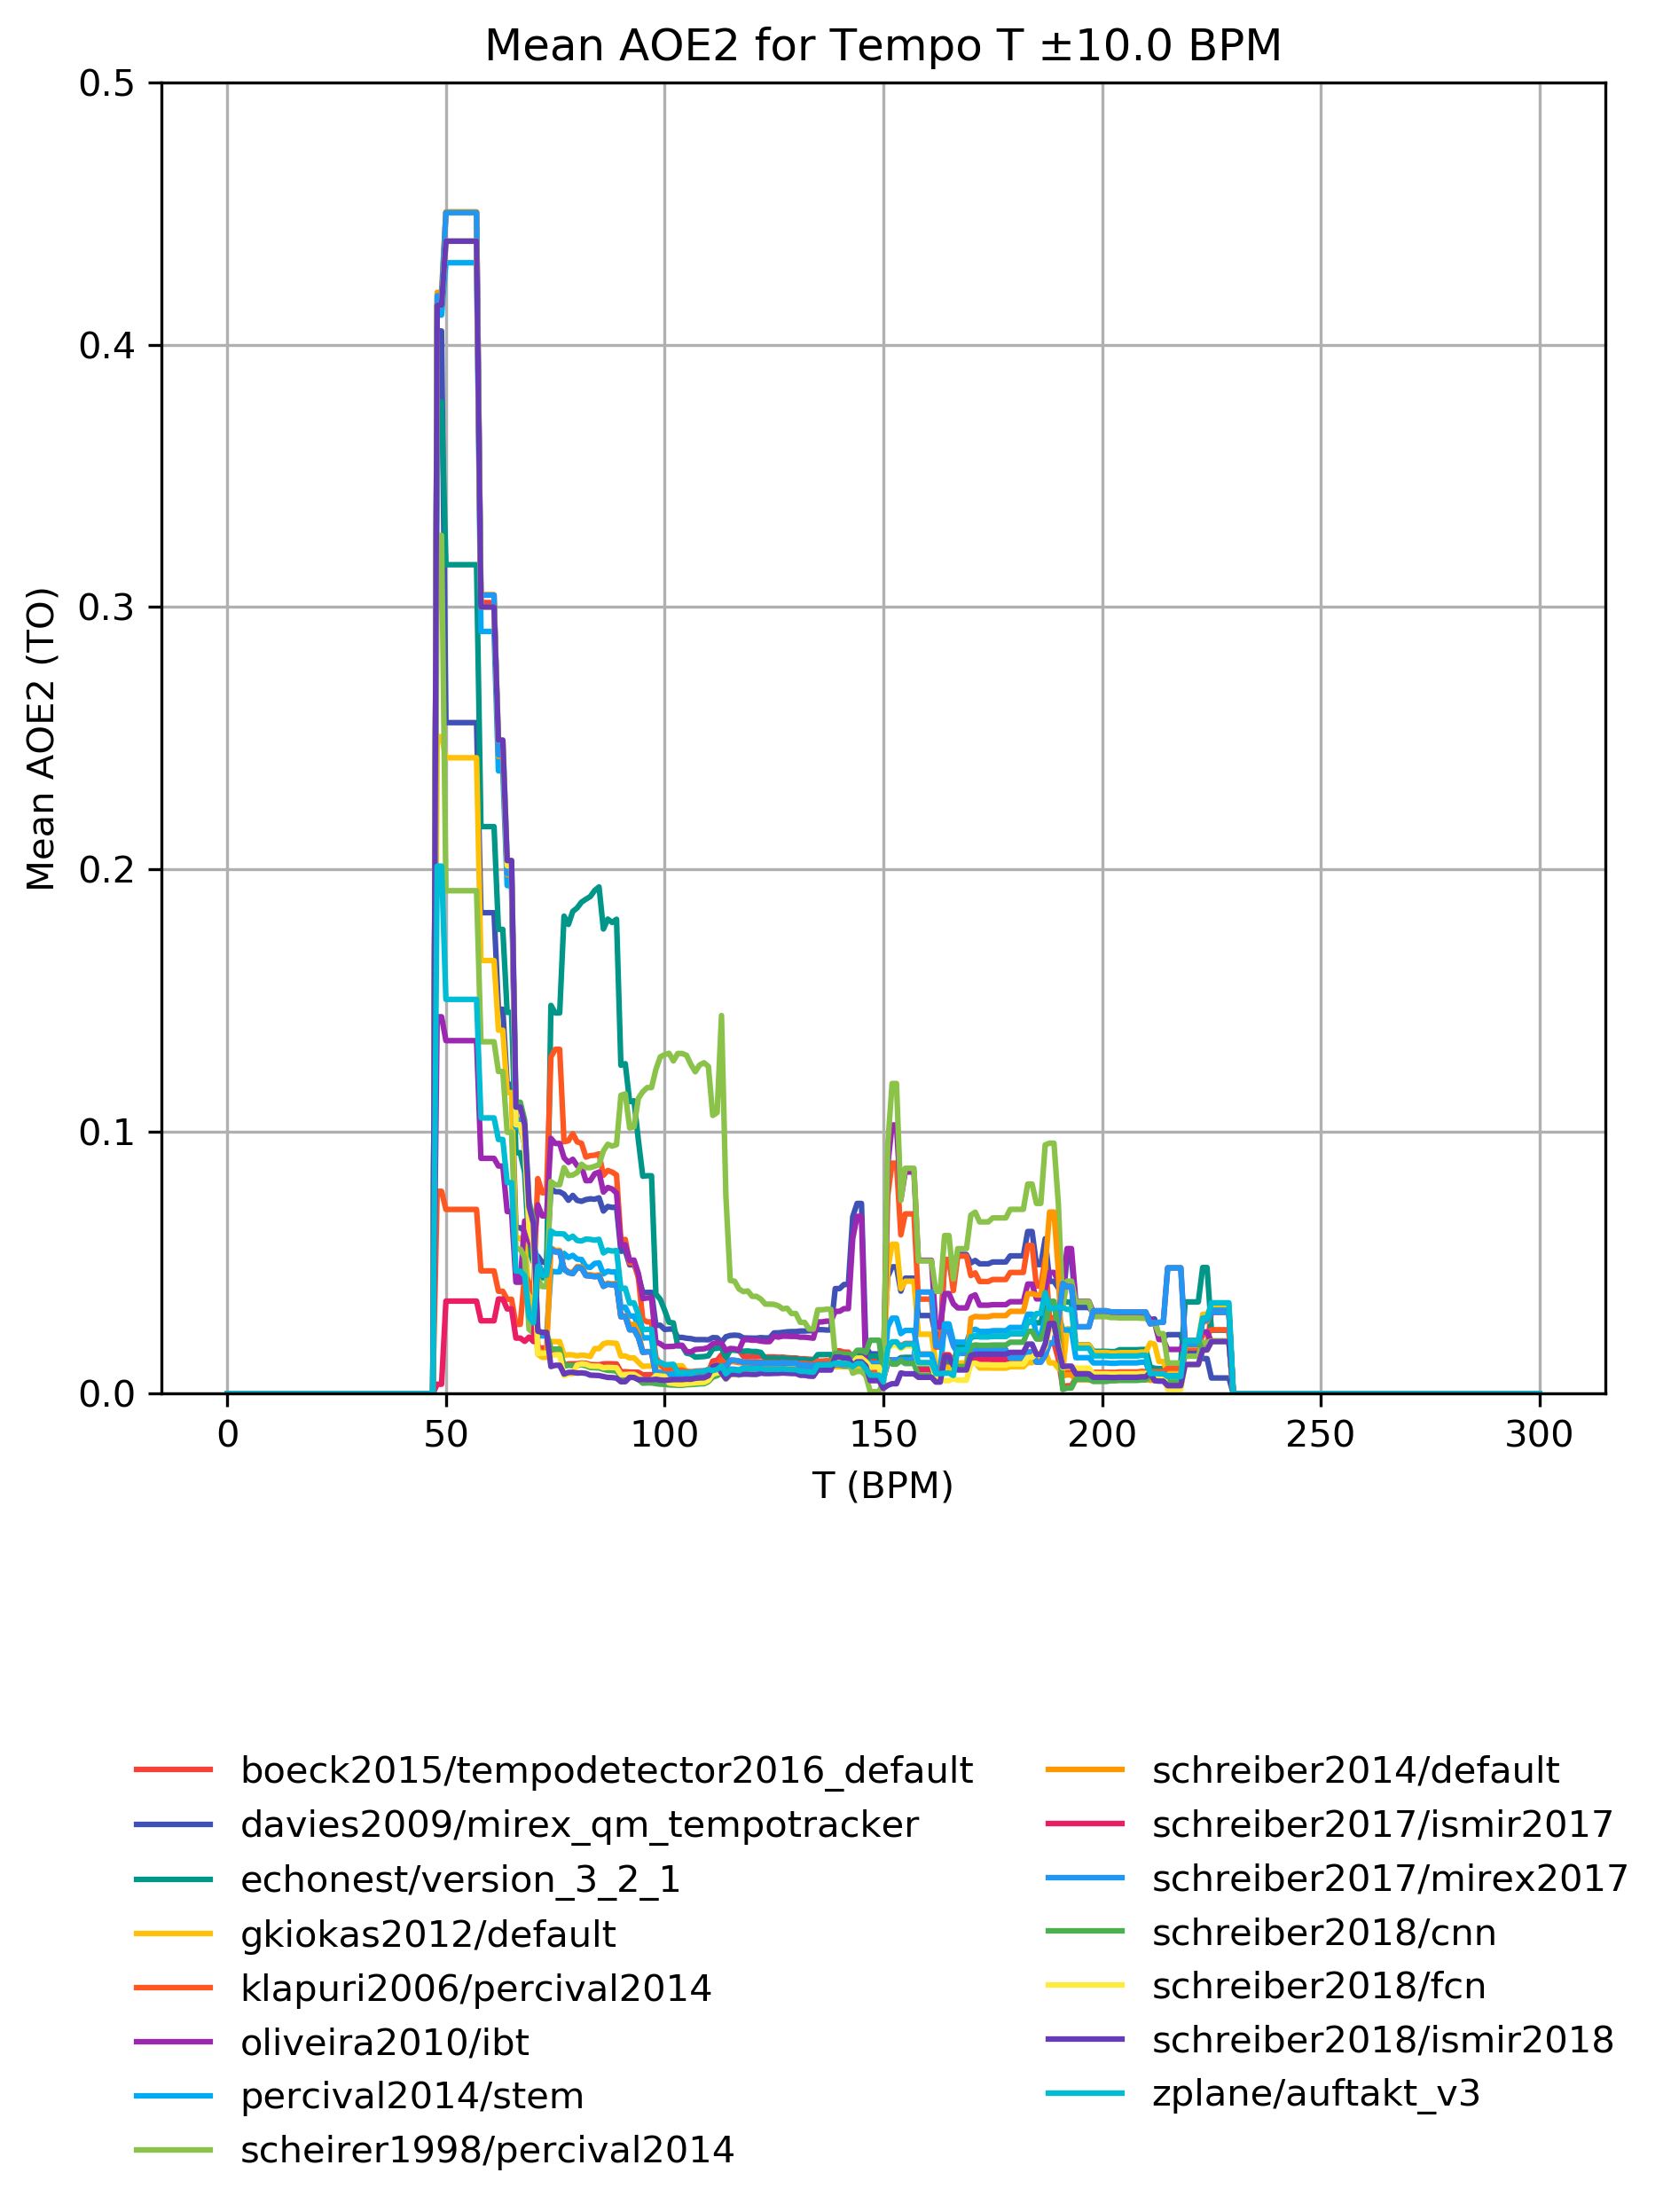 Mean AOE2 for Tempo T ±10.0 BPM
0.5
0.4
0.3
0.2
0.1
0.0
Mean AOE2 (TO)
0 50 100 150 200 250 300
T (BPM)
boeck2015/tempodetector2016_default
davies2009/mirex_qm_tempotracker
echonest/version_3_2_1
gkiokas2012/default
klapuri2006/percival2014
oliveira2010/ibt
percival2014/stem
scheirer1998/percival2014
schreiber2014/default
schreiber2017/ismir2017
schreiber2017/mirex2017
schreiber2018/cnn
schreiber2018/fcn
schreiber2018/ismir2018
zplane/auftakt_v3